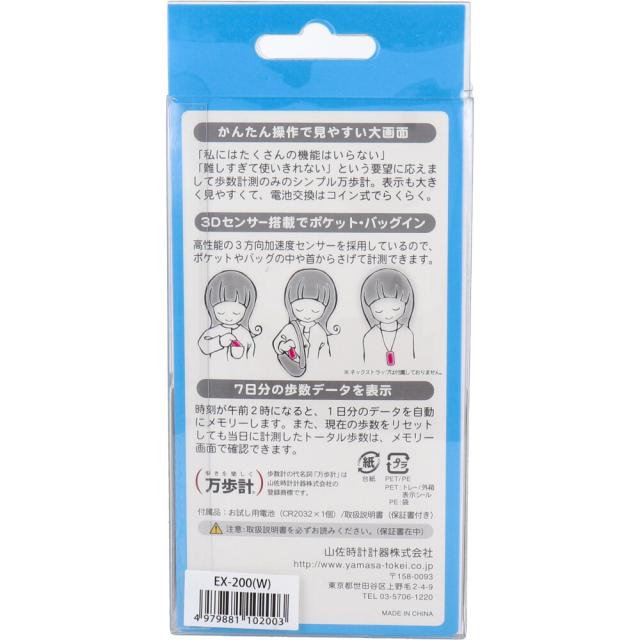 かんたん操作で見やすい大画面
「私にはたくさんの機能はいらない」
「難しすぎて使いきれない」という要望に応えま
して歩数計測のみのシンプル万歩計。表示も大き
く見やすくて、電池交換はコイン式でらくらく。
3Dセンサー搭載でポケット・バッグイン
高性能の3方向加速度センサーを採用しているので、
ポケットやバッグの中や首からさげて計測できます。
※ネックストラップは付属しておりません。
7日分の歩数データを表示
時刻が午前2時になると、1日分のデータを自動
にメモリーします。また、現在の歩数をリセット
しても当日に計測したトータル歩数は、メモリー
画面で確認できます。
歩きを楽しく
万歩計®
歩数計の代名詞「万歩計」は
山佐時計計器株式会社の
登録商標です。
紙
台紙
プラ
PET/PE
PET:トレー/外箱
表示シール
PE:袋
付属品:お試し用電池(CR2032×1個)/取扱説明書(保証書付き)
注意:取扱説明書を必ずお読みください。(保証書在中)
山佐時計計器株式会社
http://www.yamasa-tokei.co.jp
〒158-0093
東京都世田谷区上野毛2-4-3
TEL 03-5706-1220
MADE IN CHINA
EX-200(W)
4 979881 102003